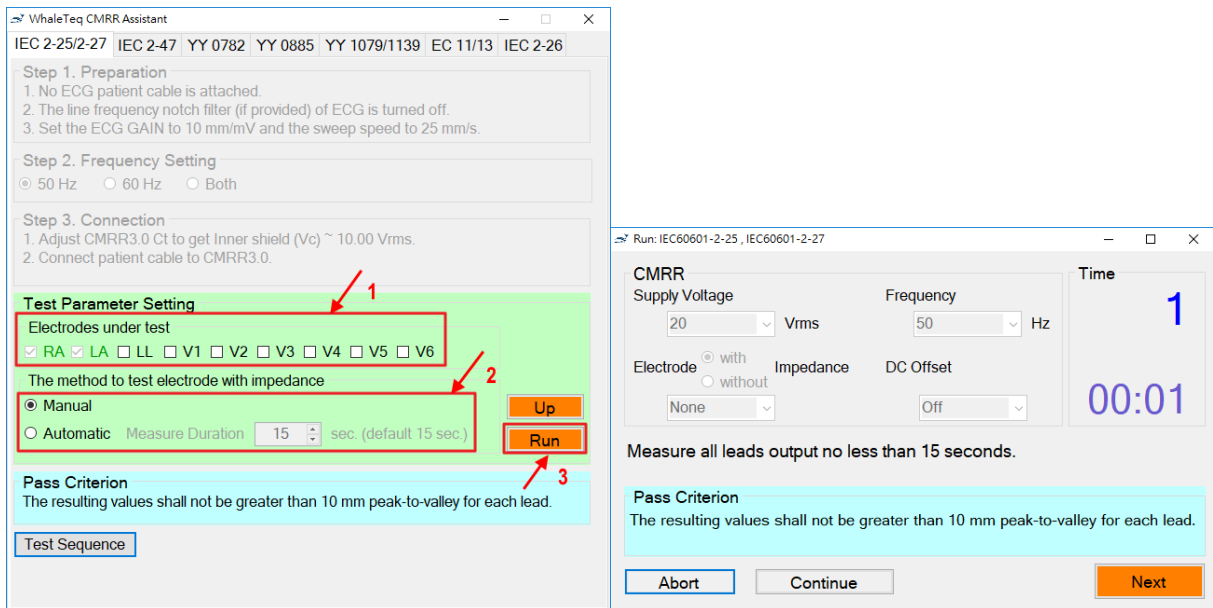 WhaleTeq CMRR Assistant
IEC 2-25/2-27 IEC 2-47 YY 0782 YY 0885 YY 1079/1139 EC 11/13 IEC 2-26
Step 1. Preparation
1. No ECG patient cable is attached.
2. The line frequency notch filter (if provided) of ECG is turned off.
3. Set the ECG GAIN to 10 mm/mV and the sweep speed to 25 mm/s.
Step 2. Frequency Setting
50 Hz 60 Hz Both
Step 3. Connection
1. Adjust CMRR3.0 Ct to get Inner shield (Vc) ~ 10.00 Vrms.
2. Connect patient cable to CMRR3.0.
1
Test Parameter Setting
Electrodes under test
RA LA LL V1 V2 V3 V4 V5 V6
2
The method to test electrode with impedance
Manual
Up
Automatic Measure Duration 15 sec. (default 15 sec.)
Run
3
Pass Criterion
The resulting values shall not be greater than 10 mm peak-to-valley for each lead.
Test Sequence
Run: IEC60601-2-25 , IEC60601-2-27
CMRR
Supply Voltage Frequency
20 Vrms 50 Hz
Electrode with Impedance DC Offset
without
None Off
Time
1
00:01
Measure all leads output no less than 15 seconds.
Pass Criterion
The resulting values shall not be greater than 10 mm peak-to-valley for each lead.
Abort Continue Next